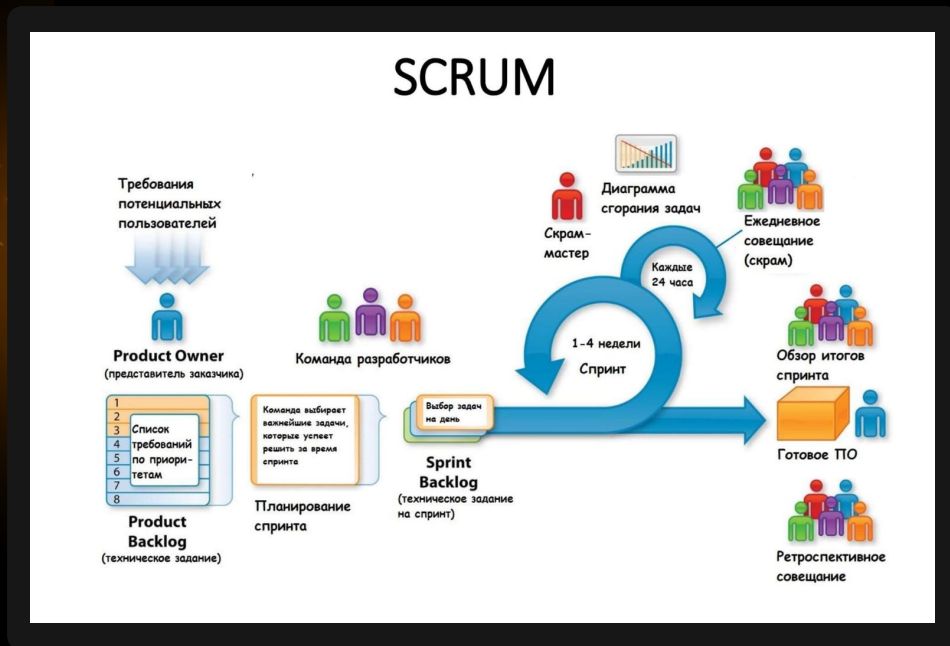 SCRUM
Требования
потенциальных
пользователей
Product Owner
(представитель заказчика)
1
2
3
4
5
6
7
8
Список
требований
по приори-
тетам
Product
Backlog
(техническое задание)
Команда разработчиков
Команда выбирает
важнейшие задачи,
которые успеет
решить за время
спринта
Планирование
спринта
Выбор задач
на день
Sprint
Backlog
(техническое задание
на спринт)
Скрам-
мастер
Диаграмма
сгорания задач
Каждые
24 часа
Ежедневное
совещание
(скрам)
1-4 недели
Спринт
Обзор итогов
спринта
Готовое ПО
Ретроспективное
совещание